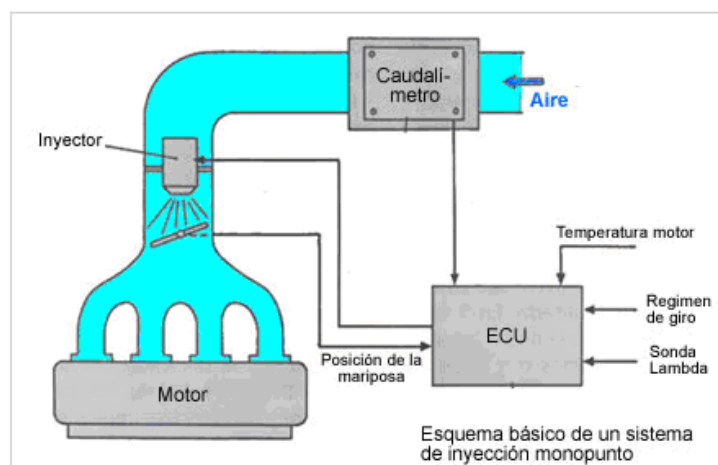 Caudalí-
metro
Aire
Inyector
Temperatura motor
Regimen
de giro
ECU
Posición de la
mariposa
Sonda
Lambda
Motor
Esquema básico de un sistema
de inyección monopunto